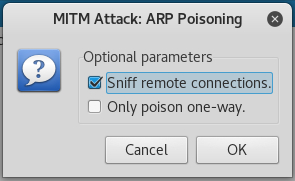 MITM Attack: ARP Poisoning
Optional parameters
Sniff remote connections.
Only poison one-way.
Cancel OK